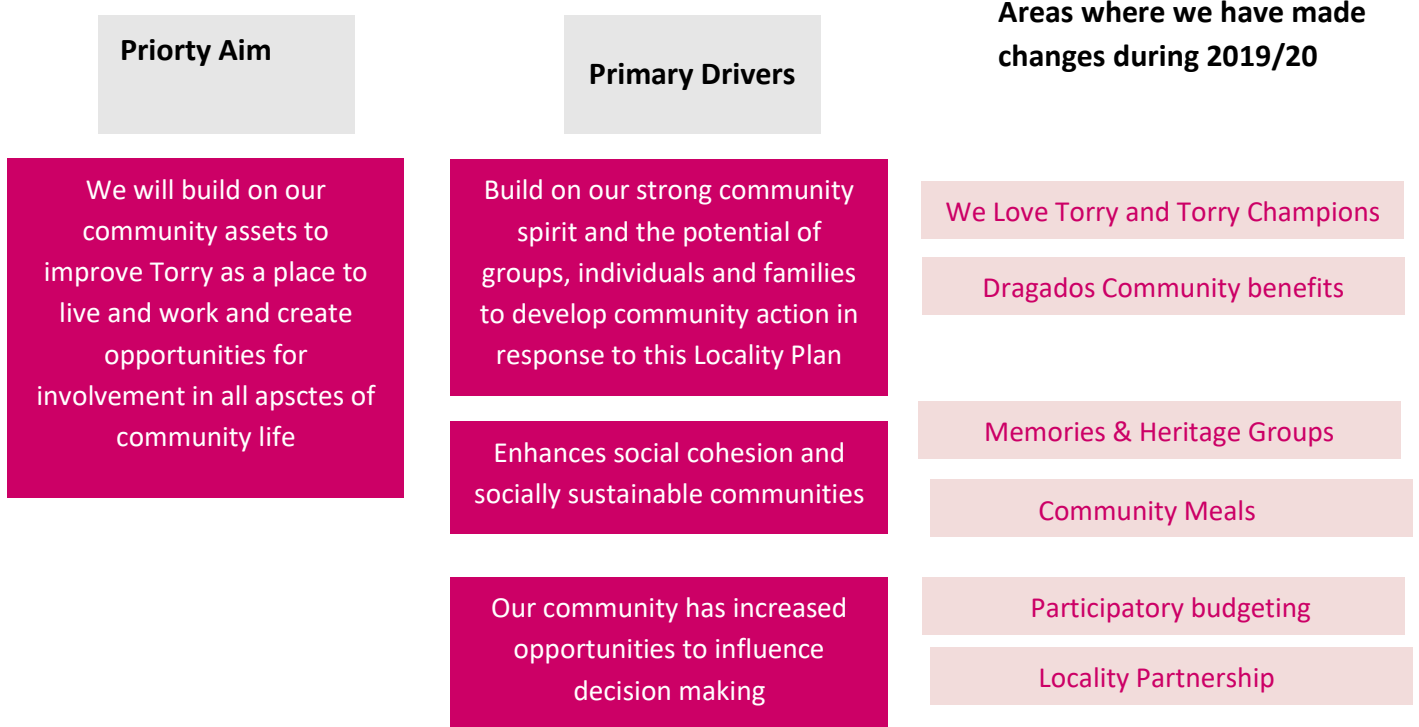 Priorty Aim
Primary Drivers
Areas where we have made
changes during 2019/20
We will build on our
community assets to
improve Torry as a place to
live and work and create
opportunities for
involvement in all apsctes of
community life
Build on our strong community
spirit and the potential of
groups, individuals and families
to develop community action in
response to this Locality Plan
Enhances social cohesion and
socially sustainable communities
Our community has increased
opportunities to influence
decision making
We Love Torry and Torry Champions
Dragados Community benefits
Memories & Heritage Groups
Community Meals
Participatory budgeting
Locality Partnership